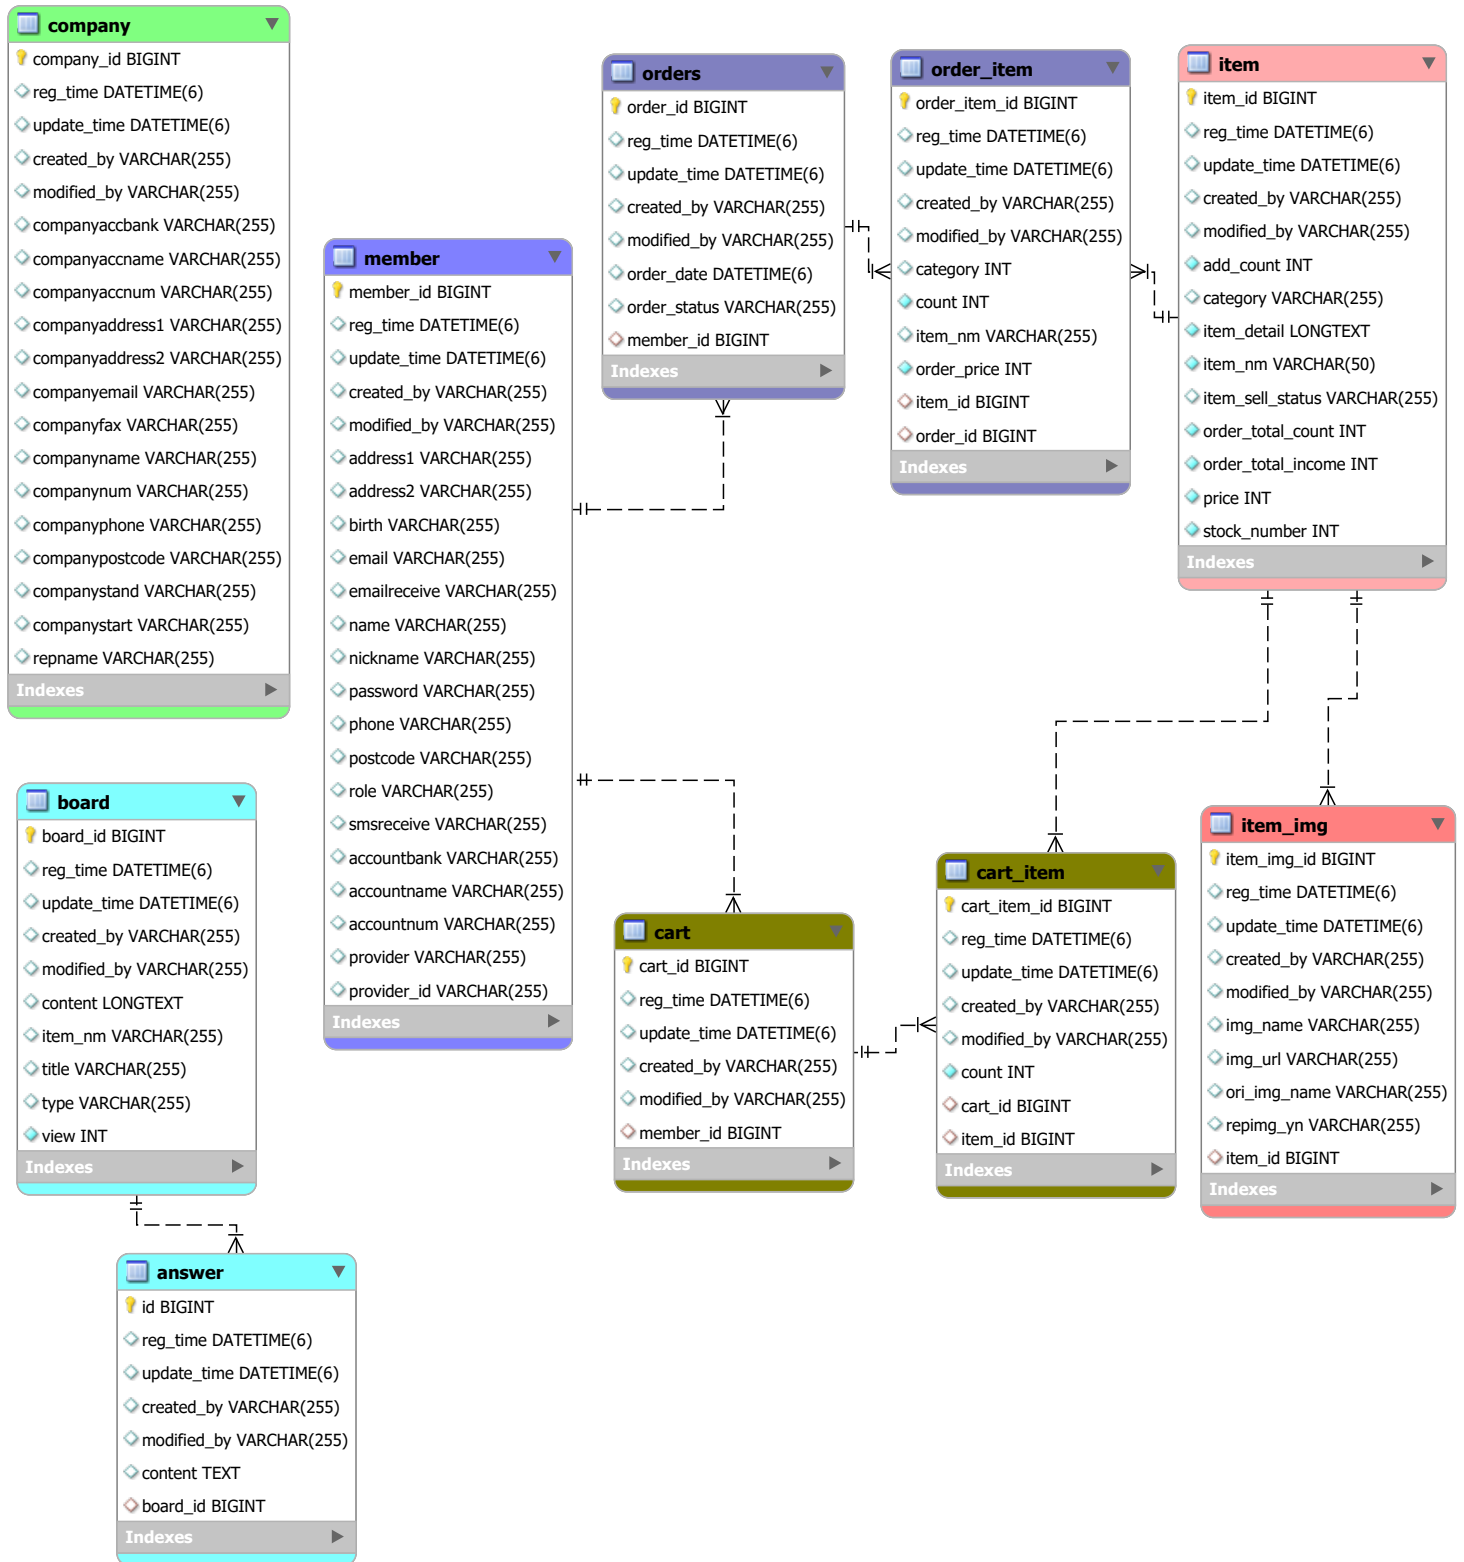 company
company_id BIGINT
reg_time DATETIME(6)
update_time DATETIME(6)
created_by VARCHAR(255)
modified_by VARCHAR(255)
companyaccbank VARCHAR(255)
companyaccname VARCHAR(255)
companyaccnum VARCHAR(255)
companyaddress1 VARCHAR(255)
companyaddress2 VARCHAR(255)
companyemail VARCHAR(255)
companyfax VARCHAR(255)
companyname VARCHAR(255)
companynum VARCHAR(255)
companyphone VARCHAR(255)
companypostcode VARCHAR(255)
companystand VARCHAR(255)
companystart VARCHAR(255)
repname VARCHAR(255)
Indexes
member
member_id BIGINT
reg_time DATETIME(6)
update_time DATETIME(6)
created_by VARCHAR(255)
modified_by VARCHAR(255)
address1 VARCHAR(255)
address2 VARCHAR(255)
birth VARCHAR(255)
email VARCHAR(255)
emailreceive VARCHAR(255)
name VARCHAR(255)
nickname VARCHAR(255)
password VARCHAR(255)
phone VARCHAR(255)
postcode VARCHAR(255)
role VARCHAR(255)
smsreceive VARCHAR(255)
accountbank VARCHAR(255)
accountname VARCHAR(255)
accountnum VARCHAR(255)
provider VARCHAR(255)
provider_id VARCHAR(255)
Indexes
orders
order_id BIGINT
reg_time DATETIME(6)
update_time DATETIME(6)
created_by VARCHAR(255)
modified_by VARCHAR(255)
order_date DATETIME(6)
order_status VARCHAR(255)
member_id BIGINT
Indexes
order_item
order_item_id BIGINT
reg_time DATETIME(6)
update_time DATETIME(6)
created_by VARCHAR(255)
modified_by VARCHAR(255)
category INT
count INT
item_nm VARCHAR(255)
order_price INT
item_id BIGINT
order_id BIGINT
Indexes
item
item_id BIGINT
reg_time DATETIME(6)
update_time DATETIME(6)
created_by VARCHAR(255)
modified_by VARCHAR(255)
add_count INT
category VARCHAR(255)
item_detail LONGTEXT
item_nm VARCHAR(50)
item_sell_status VARCHAR(255)
order_total_count INT
order_total_income INT
price INT
stock_number INT
Indexes
board
board_id BIGINT
reg_time DATETIME(6)
update_time DATETIME(6)
created_by VARCHAR(255)
modified_by VARCHAR(255)
content LONGTEXT
item_nm VARCHAR(255)
title VARCHAR(255)
type VARCHAR(255)
view INT
Indexes
cart
cart_id BIGINT
reg_time DATETIME(6)
update_time DATETIME(6)
created_by VARCHAR(255)
modified_by VARCHAR(255)
member_id BIGINT
Indexes
cart_item
cart_item_id BIGINT
reg_time DATETIME(6)
update_time DATETIME(6)
created_by VARCHAR(255)
modified_by VARCHAR(255)
count INT
cart_id BIGINT
item_id BIGINT
Indexes
item_img
item_img_id BIGINT
reg_time DATETIME(6)
update_time DATETIME(6)
created_by VARCHAR(255)
modified_by VARCHAR(255)
img_name VARCHAR(255)
img_url VARCHAR(255)
ori_img_name VARCHAR(255)
repimg_yn VARCHAR(255)
item_id BIGINT
Indexes
answer
id BIGINT
reg_time DATETIME(6)
update_time DATETIME(6)
created_by VARCHAR(255)
modified_by VARCHAR(255)
content TEXT
board_id BIGINT
Indexes